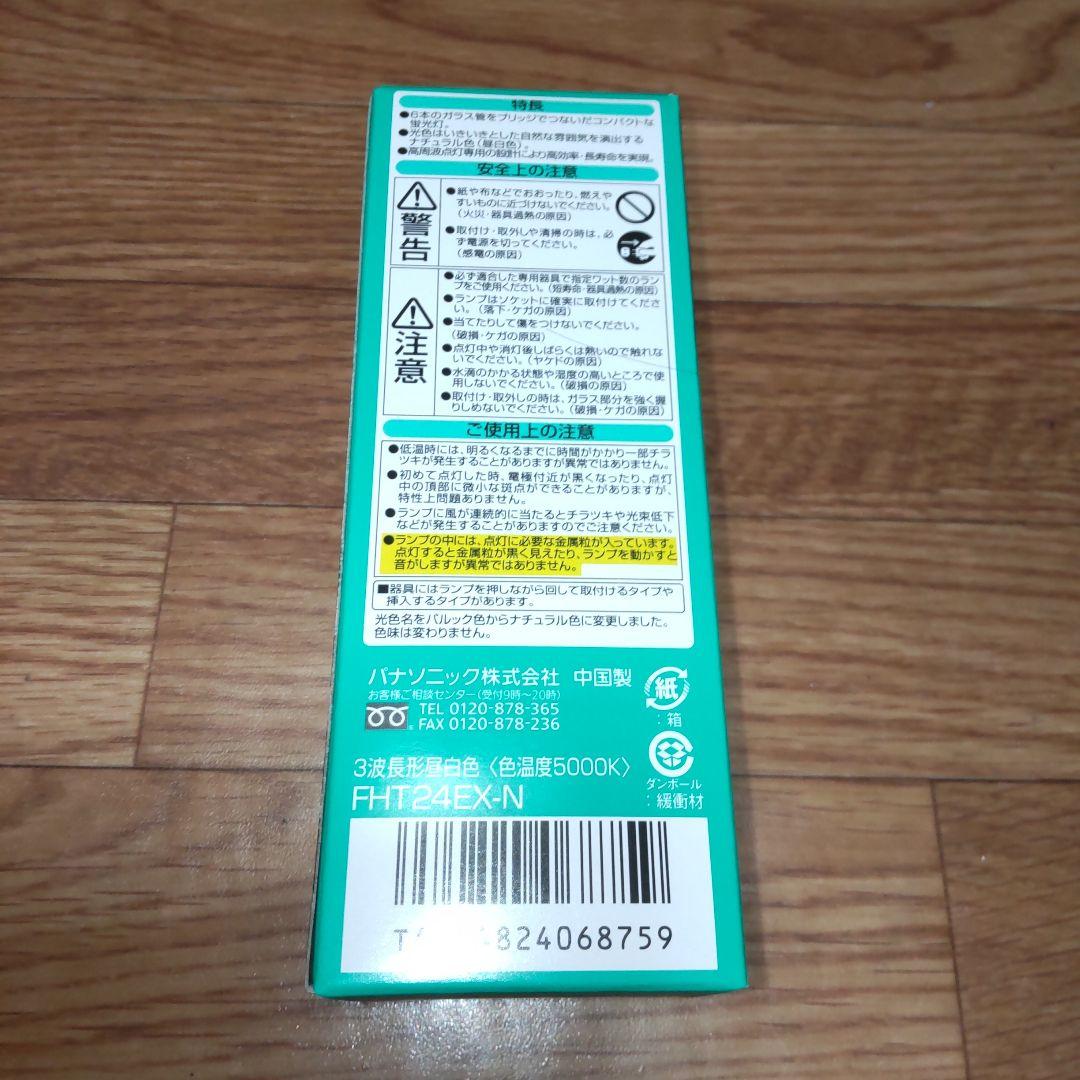 特長
●6本のガラス管をブリッジでつないだコンパクトな
蛍光灯。
●光色はいきいきとした自然な雰囲気を演出する
ナチュラル色(昼白色)。
●高周波点灯専用の設計により高効率・長寿命を実現。
安全上の注意
警告
●紙や布などでおおったり、燃えや
すいものに近づけないでください。
(火災・器具過熱の原因)
●取付け・取外しや清掃の時は、必
ず電源を切ってください。
(感電の原因)
注意
●必ず適合した専用器具で指定ワット数のラン
プをご使用ください。(短寿命・器具過熱の原因)
●ランプはソケットに確実に取付けてくださ
い。(落下・ケガの原因)
●当てたりして傷をつけないでください。
(破損・ケガの原因)
●点灯中や消灯後しばらくは熱いので触れな
いでください。(ヤケドの原因)
●水滴のかかる状態や湿度の高いところで使
用しないでください。(破損の原因)
●取付け・取外しの時は、ガラス部分を強く握
りしめないでください。(破損・ケガの原因)
ご使用上の注意
●低温時には、明るくなるまでに時間がかかり一部チラ
ツキが発生することがありますが異常ではありません。
●初めて点灯した時、電極付近が黒くなったり、点灯
中の頂部に微小な斑点ができることがありますが、
特性上問題ありません。
●ランプに風が連続的に当たるとチラツキや光束低下
などが発生することがありますのでご注意ください。
●ランプの中には、点灯に必要な金属粒が入っています。
点灯すると金属粒が黒く見えたり、ランプを動かすと
音がしますが異常ではありません。
■器具にはランプを押しながら回して取付けるタイプや
挿入するタイプがあります。
光色名をパルック色からナチュラル色に変更しました。
色味は変わりません。
パナソニック株式会社 中国製
お客様ご相談センター(受付9時〜20時)
TEL 0120-878-365
FAX 0120-878-236
紙
:箱
ダンボール
:緩衝材
3波長形昼白色〈色温度5000K〉
FHT24EX-N
824068759